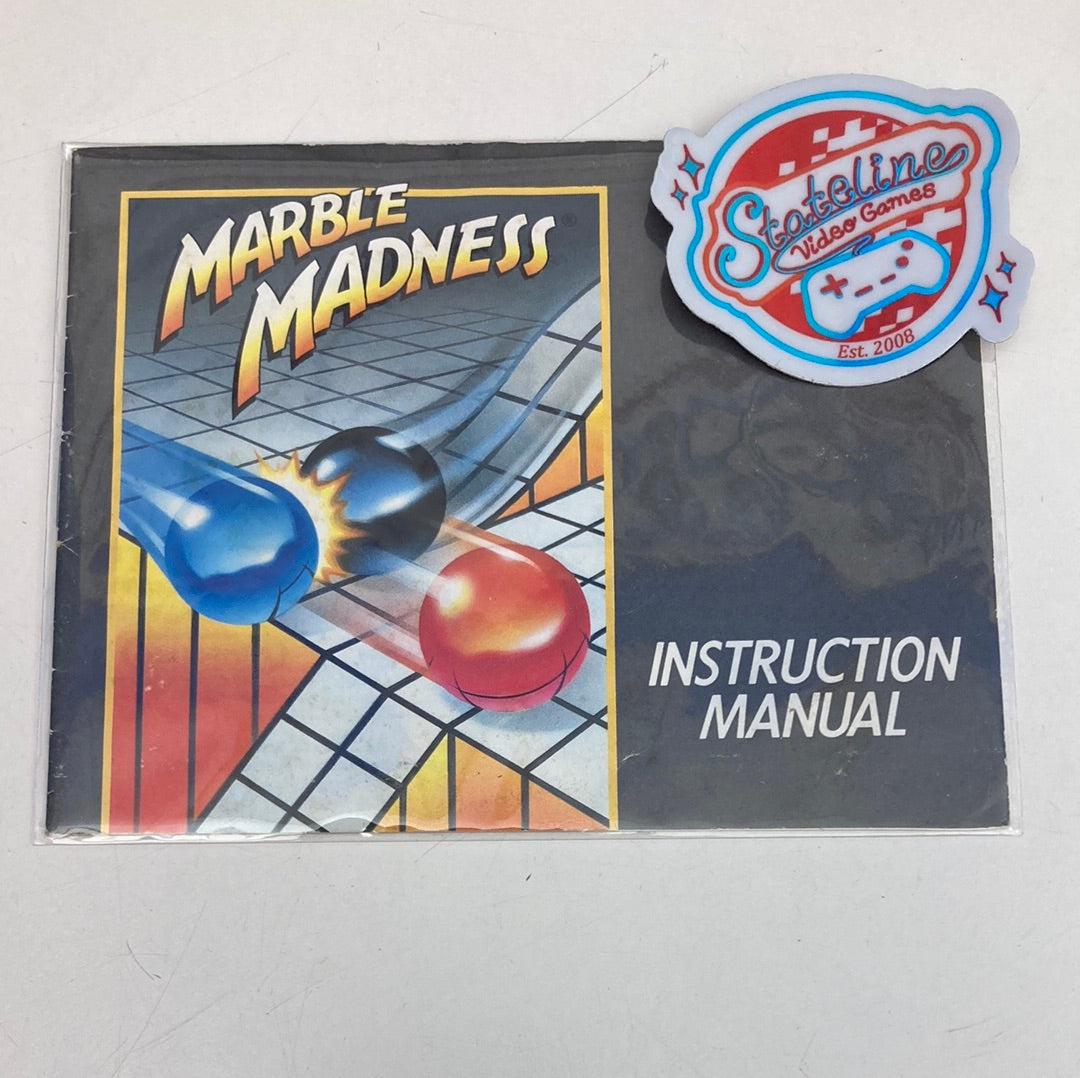 MARBLE
MADNESS®
Stateline
Video Games
Est. 2008
INSTRUCTION
MANUAL